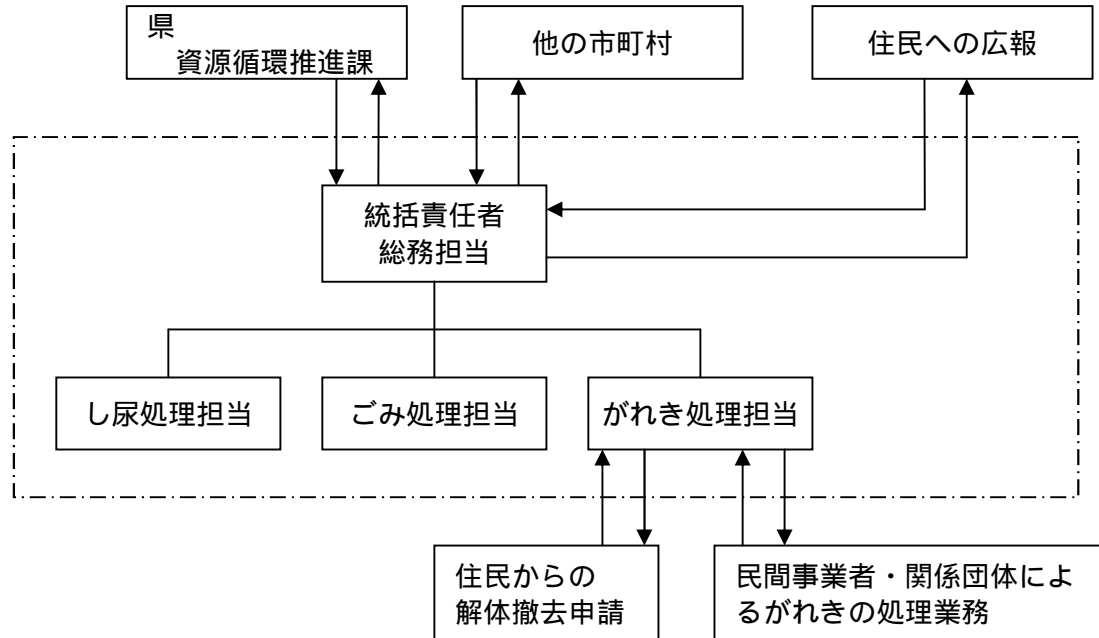 県
資源循環推進課
他の市町村
住民への広報
統括責任者
総務担当
し尿処理担当
ごみ処理担当
がれき処理担当
住民からの
解体撤去申請
民間事業者・関係団体によ
るがれきの処理業務